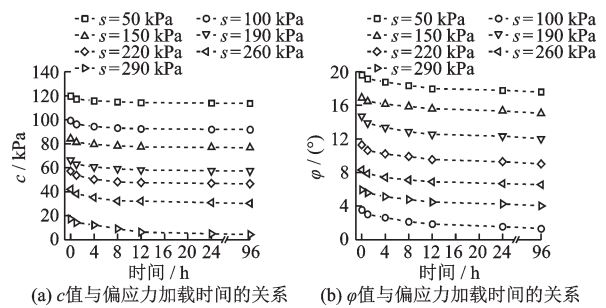 s=50 kPa s=100 kPa
s=150 kPa s=190 kPa
s=220 kPa s=260 kPa
s=290 kPa
140
120
100
80
60
40
20
0
c / kPa
0 4 8 12 16 20 24 96
时间 / h
(a) c值与偏应力加载时间的关系
s=50 kPa s=100 kPa
s=150 kPa s=190 kPa
s=220 kPa s=260 kPa
s=290 kPa
20
16
12
8
4
0
φ / (°)
0 4 8 12 16 20 24 96
时间 / h
(b) φ值与偏应力加载时间的关系